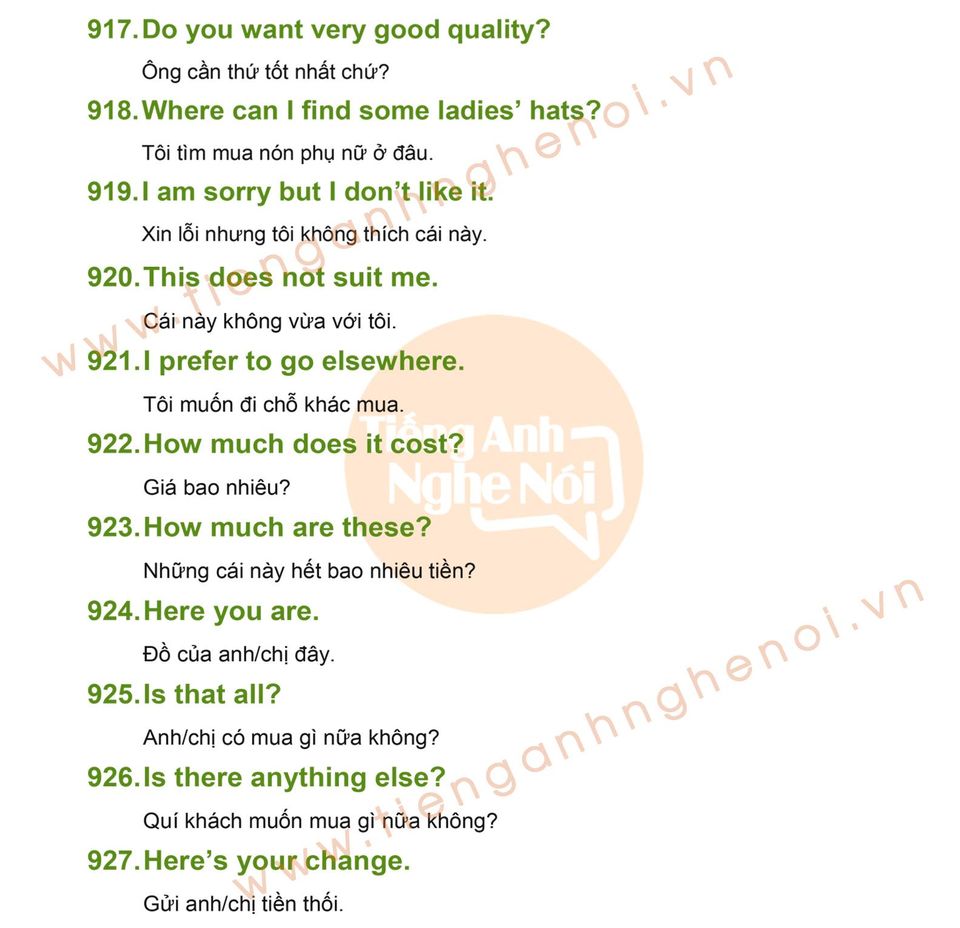 917. Do you want very good quality?
Ông cần thứ tốt nhất chứ?
918. Where can I find some ladies’ hats?
Tôi tìm mua nón phụ nữ ở đâu.
919. I am sorry but I don’t like it.
Xin lỗi nhưng tôi không thích cái này.
920. This does not suit me.
Cái này không vừa với tôi.
www.tienganhnghenoi.vn
921. I prefer to go elsewhere.
Tôi muốn đi chỗ khác mua.
Tiếng Anh
922. How much does it cost?
Nghe Nói
Giá bao nhiêu?
923. How much are these?
Những cái này hết bao nhiêu tiền?
924. Here you are.
Đồ của anh/chị đây.
925. Is that all?
Anh/chị có mua gì nữa không?
926. Is there anything else?
Quí khách muốn mua gì nữa không?
927. Here’s your change.
www.tienganhnghenoi.vn
Gửi anh/chị tiền thối.